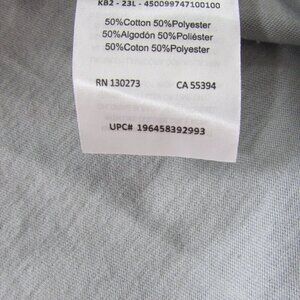 KB2 - 23L - 450099747100100
50%Cotton 50%Polyester
50%Algodón 50%Poliéster
50%Coton 50%Polyester
RN 130273 CA 55394
UPC# 196458392993